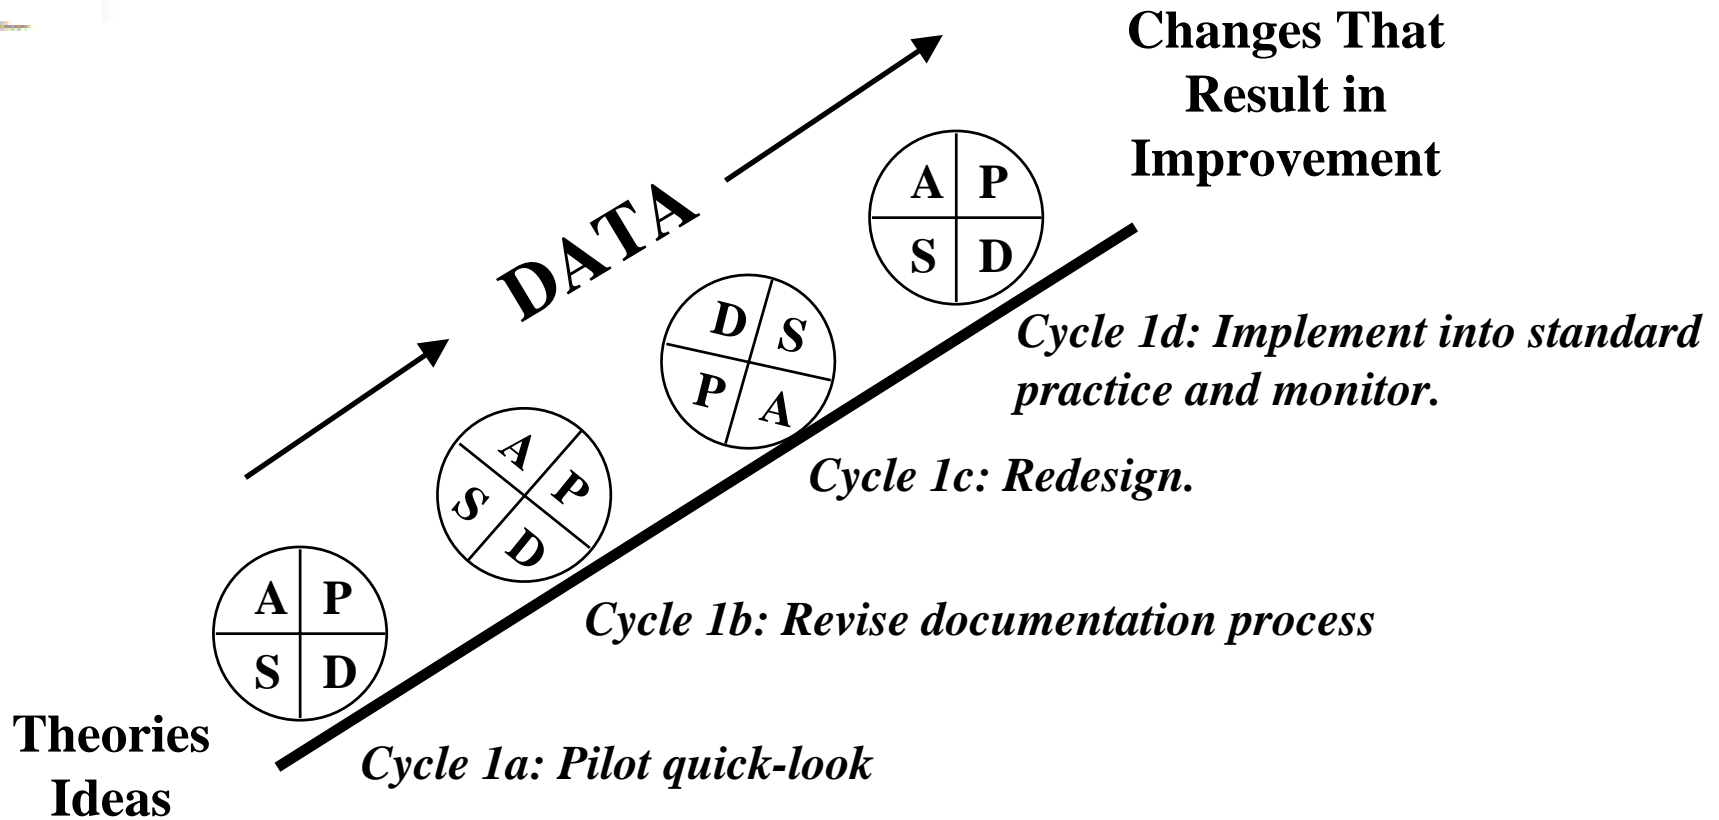 Changes That
Result in
Improvement
DATA
A P
S D
D S
P A
A P
S D
A P
S D
Cycle 1d: Implement into standard
practice and monitor.
Cycle 1c: Redesign.
Cycle 1b: Revise documentation process
Cycle 1a: Pilot quick-look
Theories
Ideas